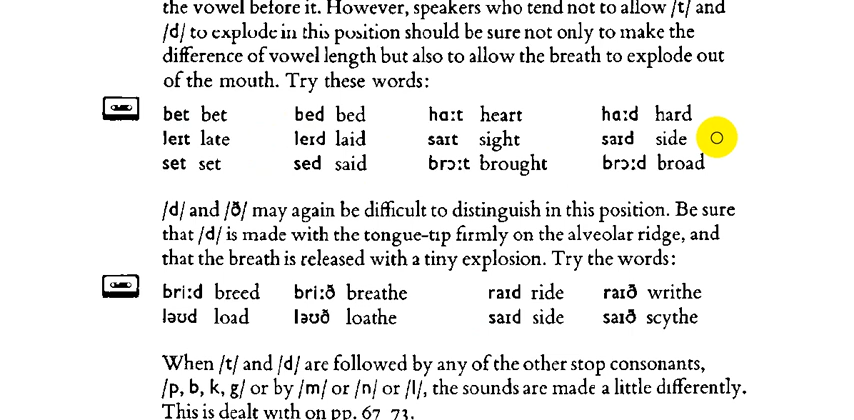 the vowel before it. However, speakers who tend not to allow /t/ and
/d/ to explode in this position should be sure not only to make the
difference of vowel length but also to allow the breath to explode out
of the mouth. Try these words:
bet bet bed bed hɑːt heart hɑːd hard
leɪt late leɪd laid saɪt sight saɪd side
set set sed said brɔːt brought brɔːd broad
/d/ and /ð/ may again be difficult to distinguish in this position. Be sure
that /d/ is made with the tongue-tip firmly on the alveolar ridge, and
that the breath is released with a tiny explosion. Try the words:
briːd breed briːð breathe raɪd ride raɪð writhe
ləʊd load ləʊð loathe saɪd side saɪð scythe
When /t/ and /d/ are followed by any of the other stop consonants,
/p, b, k, g/ or by /m/ or /n/ or /l/, the sounds are made a little differently.
This is dealt with on pp. 67 73.